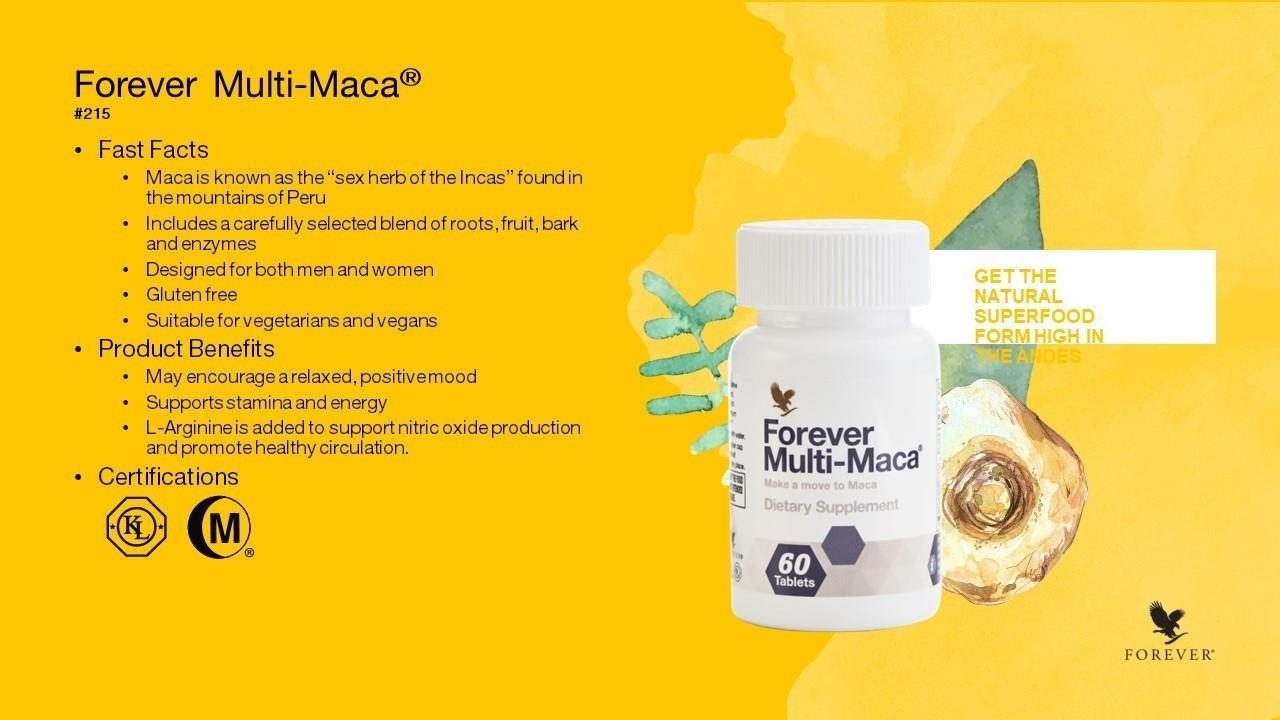 Forever Multi-Maca®
#215
• Fast Facts
• Maca is known as the “sex herb of the Incas” found in
the mountains of Peru
• Includes a carefully selected blend of roots, fruit, bark
and enzymes
• Designed for both men and women
• Gluten free
• Suitable for vegetarians and vegans
• Product Benefits
• May encourage a relaxed, positive mood
• Supports stamina and energy
• L-Arginine is added to support nitric oxide production
and promote healthy circulation.
• Certifications
KL
M®
GET THE
NATURAL
SUPERFOOD
FORM HIGH IN
THE ANDES
Forever
Multi-Maca®
Make a move to Maca
Dietary Supplement
60
Tablets
FOREVER®